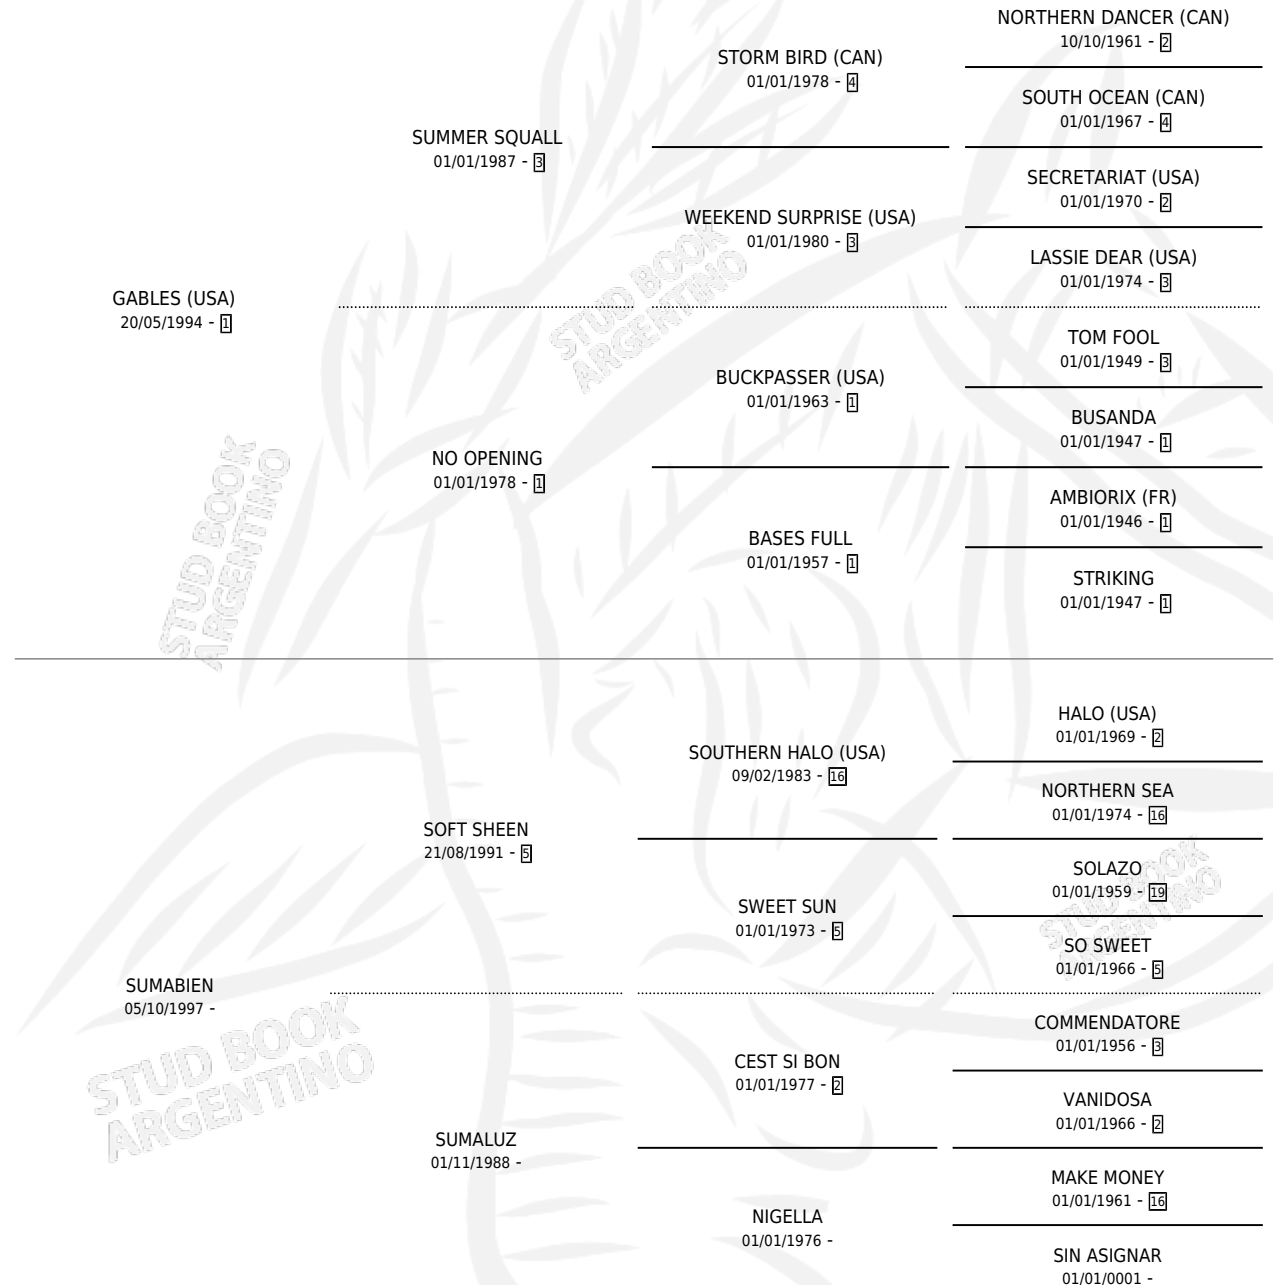 NORTHERN DANCER (CAN)
10/10/1961 - 2
STORM BIRD (CAN)
01/01/1978 - 4
SOUTH OCEAN (CAN)
01/01/1967 - 4
SUMMER SQUALL
01/01/1987 - 3
SECRETARIAT (USA)
01/01/1970 - 2
WEEKEND SURPRISE (USA)
01/01/1980 - 3
LASSIE DEAR (USA)
01/01/1974 - 3
GABLES (USA)
20/05/1994 - 1
TOM FOOL
01/01/1949 - 3
BUCKPASSER (USA)
01/01/1963 - 1
BUSANDA
01/01/1947 - 1
NO OPENING
01/01/1978 - 1
AMBIORIX (FR)
01/01/1946 - 1
BASES FULL
01/01/1957 - 1
STRIKING
01/01/1947 - 1
HALO (USA)
01/01/1969 - 2
SOUTHERN HALO (USA)
09/02/1983 - 16
NORTHERN SEA
01/01/1974 - 16
SOFT SHEEN
21/08/1991 - 5
SOLAZO
01/01/1959 - 19
SWEET SUN
01/01/1973 - 5
SO SWEET
01/01/1966 - 5
SUMABIEN
05/10/1997 -
COMMENDATORE
01/01/1956 - 3
CEST SI BON
01/01/1977 - 2
VANIDOSA
01/01/1966 - 2
SUMALUZ
01/11/1988 -
MAKE MONEY
01/01/1961 - 16
NIGELLA
01/01/1976 -
SIN ASIGNAR
01/01/0001 -
STUD BOOK
ARGENTINO
STUD BOOK
ARGENTINO
STUD BOOK
ARGENTINO
STUD BOOK
ARGENTINO